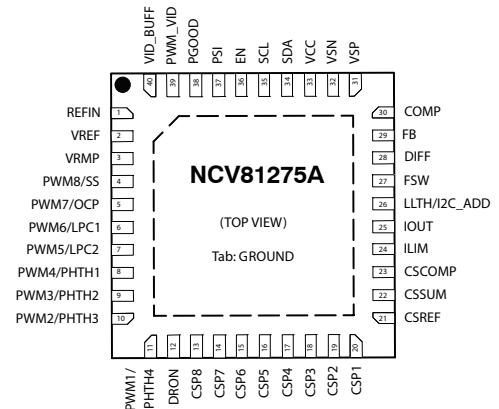 VID_BUFF
PWM_VID
PGOOD
PSI
EN
SCL
SDA
VCC
VSN
VSP
40
39
38
37
36
35
34
33
32
31
REFIN 1
VREF 2
VRMP 3
PWM8/SS 4
PWM7/OCP 5
PWM6/LPC1 6
PWM5/LPC2 7
PWM4/PHTH1 8
PWM3/PHTH2 9
PWM2/PHTH3 10
NCV81275A
(TOP VIEW)
Tab: GROUND
30 COMP
29 FB
28 DIFF
27 FSW
26 LLTH/I2C_ADD
25 IOUT
24 ILIM
23 CSCOMP
22 CSSUM
21 CSREF
11
12
13
14
15
16
17
18
19
20
PWM1/
PHTH4
DRON
CSP8
CSP7
CSP6
CSP5
CSP4
CSP3
CSP2
CSP1